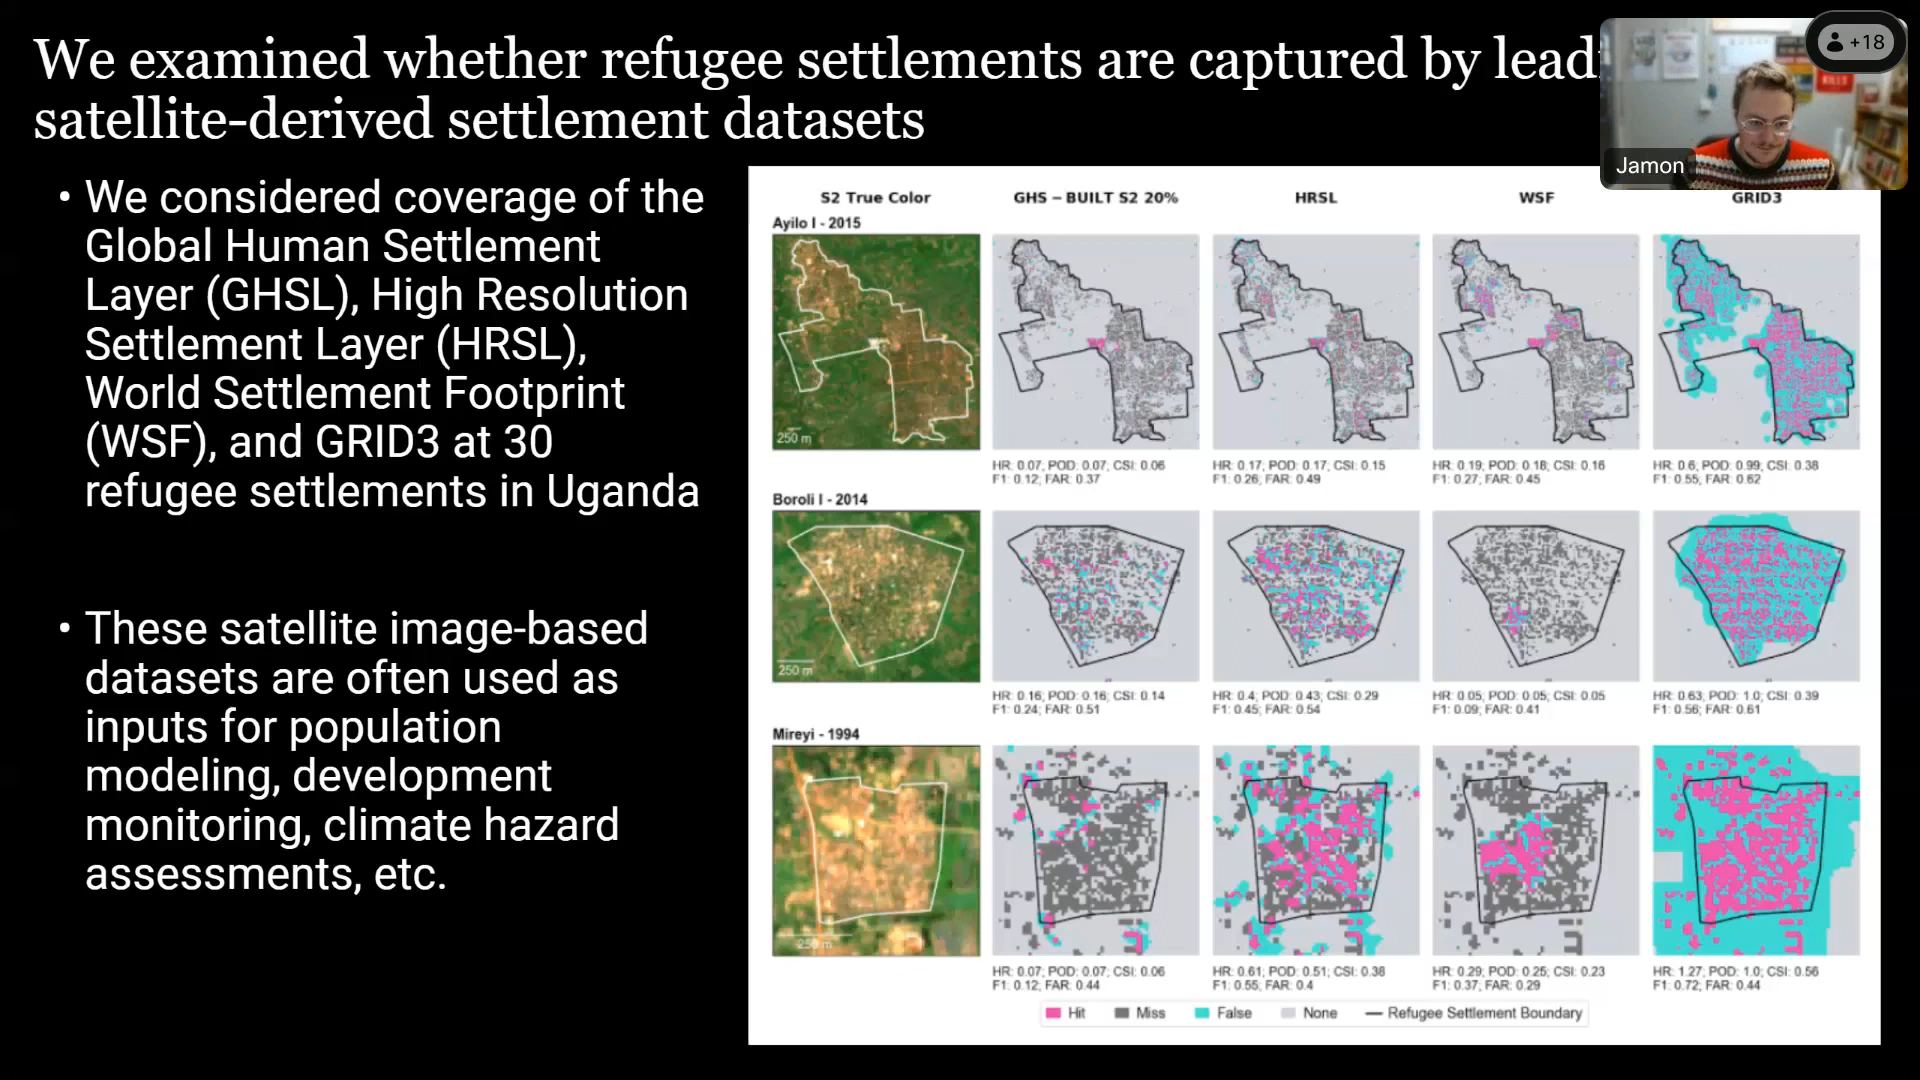 We examined whether refugee settlements are captured by leadi
satellite-derived settlement datasets
+18
Jamon
• We considered coverage of the
Global Human Settlement
Layer (GHSL), High Resolution
Settlement Layer (HRSL),
World Settlement Footprint
(WSF), and GRID3 at 30
refugee settlements in Uganda
• These satellite image-based
datasets are often used as
inputs for population
modeling, development
monitoring, climate hazard
assessments, etc.
S2 True Color GHS – BUILT S2 20% HRSL WSF GRID3
Ayilo I - 2015
250 m
HR: 0.07; POD: 0.07; CSI: 0.06
F1: 0.12; FAR: 0.37
HR: 0.17; POD: 0.17; CSI: 0.15
F1: 0.26; FAR: 0.49
HR: 0.19; POD: 0.18; CSI: 0.16
F1: 0.27; FAR: 0.45
HR: 0.6; POD: 0.99; CSI: 0.38
F1: 0.55; FAR: 0.62
Boroli I - 2014
250 m
HR: 0.16; POD: 0.16; CSI: 0.14
F1: 0.24; FAR: 0.51
HR: 0.4; POD: 0.43; CSI: 0.29
F1: 0.45; FAR: 0.54
HR: 0.05; POD: 0.05; CSI: 0.05
F1: 0.09; FAR: 0.41
HR: 0.63; POD: 1.0; CSI: 0.39
F1: 0.56; FAR: 0.61
Mireyi - 1994
250 m
HR: 0.07; POD: 0.07; CSI: 0.06
F1: 0.12; FAR: 0.44
HR: 0.61; POD: 0.51; CSI: 0.38
F1: 0.55; FAR: 0.4
HR: 0.29; POD: 0.25; CSI: 0.23
F1: 0.37; FAR: 0.29
HR: 1.27; POD: 1.0; CSI: 0.56
F1: 0.72; FAR: 0.44
Hit Miss False None Refugee Settlement Boundary